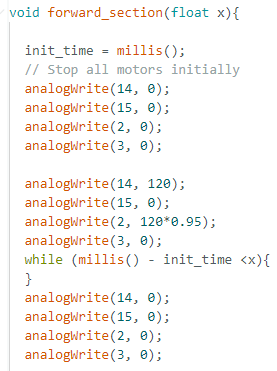 void forward_section(float x){
init_time = millis();
// Stop all motors initially
analogWrite(14, 0);
analogWrite(15, 0);
analogWrite(2, 0);
analogWrite(3, 0);
analogWrite(14, 120);
analogWrite(15, 0);
analogWrite(2, 120*0.95);
analogWrite(3, 0);
while (millis() - init_time <x){
}
analogWrite(14, 0);
analogWrite(15, 0);
analogWrite(2, 0);
analogWrite(3, 0);